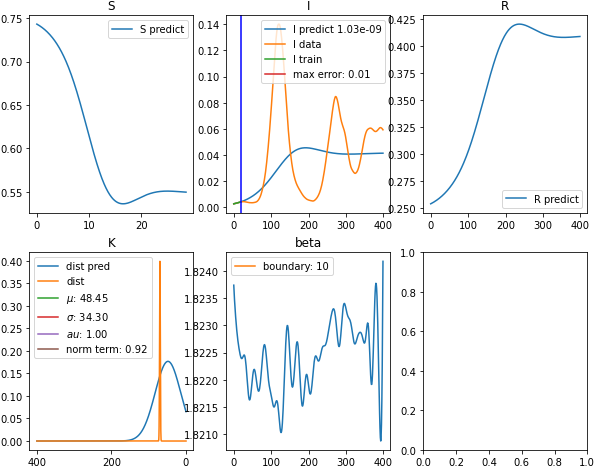 S
0.75
0.70
0.65
0.60
0.55
0 10 20
S predict
I
0.14
0.12
0.10
0.08
0.06
0.04
0.02
0.00
0 100 200 300 400
I predict 1.03e-09
I data
I train
max error: 0.01
R
0.425
0.400
0.375
0.350
0.325
0.300
0.275
0.250
0 100 200 300 400
R predict
K
0.40
0.35
0.30
0.25
0.20
0.15
0.10
0.05
0.00
400 200 0
dist pred
dist
μ: 48.45
σ: 34.30
au: 1.00
norm term: 0.92
beta
1.8240
1.8235
1.8230
1.8225
1.8220
1.8215
1.8210
0 100 200 300 400
boundary: 10
1.0
0.8
0.6
0.4
0.2
0.0
0.0 0.2 0.4 0.6 0.8 1.0